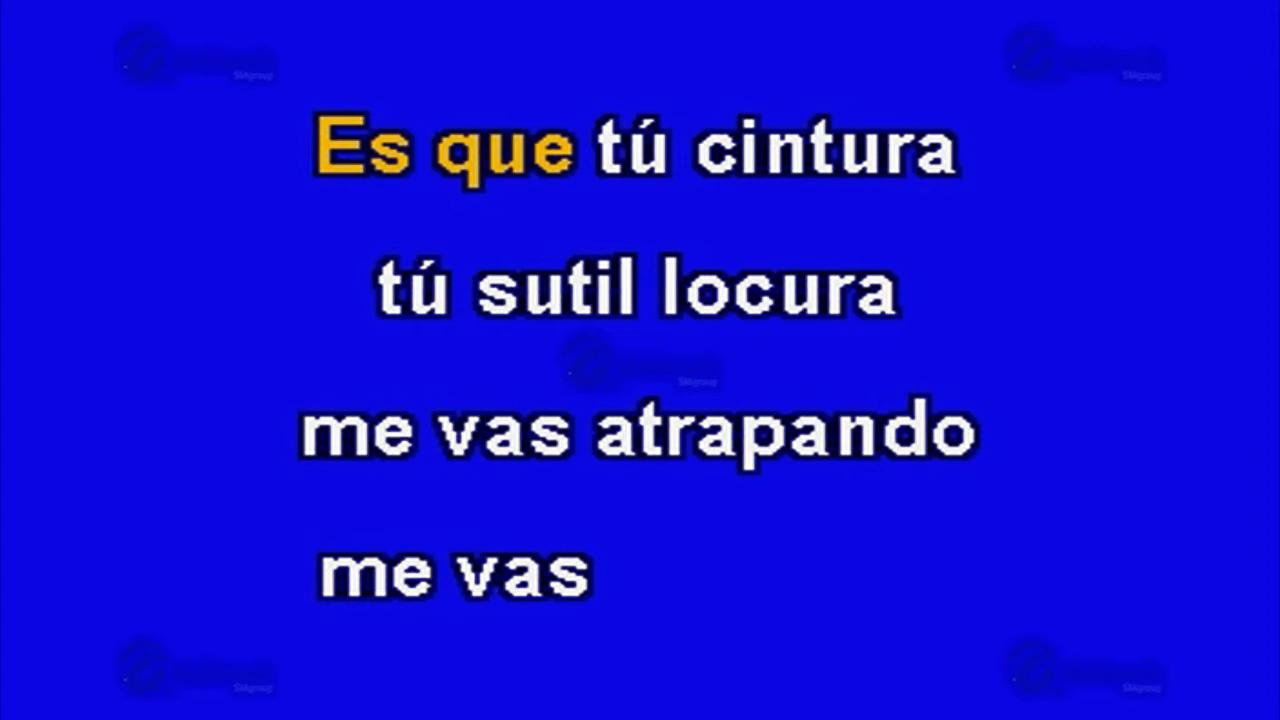 Es que tú cintura
tú sutil locura
me vas atrapando
me vas